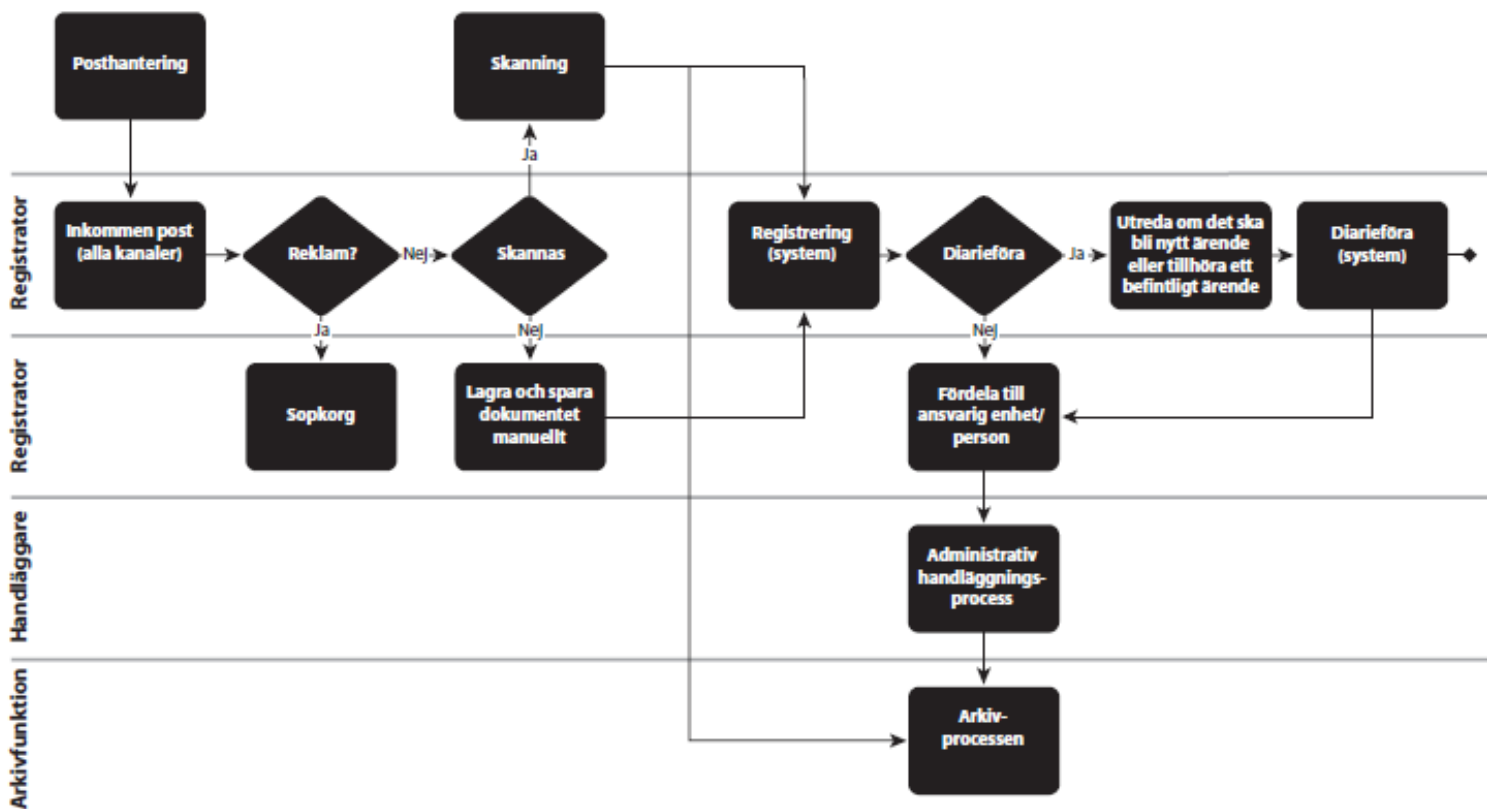 Posthantering
Skanning
Ja
Registrator
Inkommen post
(alla kanaler)
Reklam?
Nej
Skannas
Registrering
(system)
Diarieföra
Ja
Utreda om det ska
bli nytt ärende
eller tillhöra ett
befintligt ärende
Diarieföra
(system)
Ja
Nej
Nej
Registrator
Sopkorg
Lagra och spara
dokumentet
manuellt
Fördela till
ansvarig enhet/
person
Handläggare
Administrativ
handläggnings-
process
Arkivfunktion
Arkiv-
processen